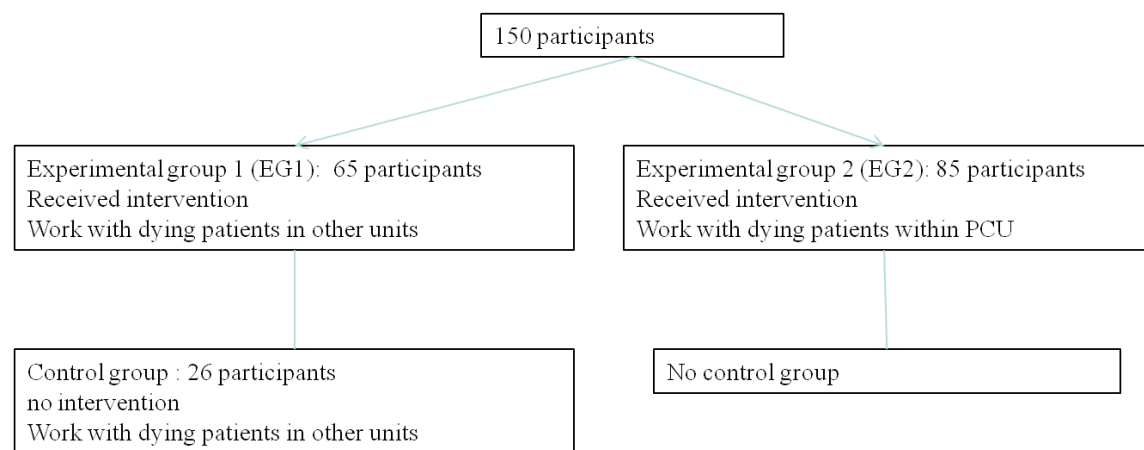 150 participants
Experimental group 1 (EG1):  65 participants
Received intervention
Work with dying patients in other units
Experimental group 2 (EG2): 85 participants
Received intervention
Work with dying patients within PCU
Control group : 26 participants
no intervention
Work with dying patients in other units
No control group